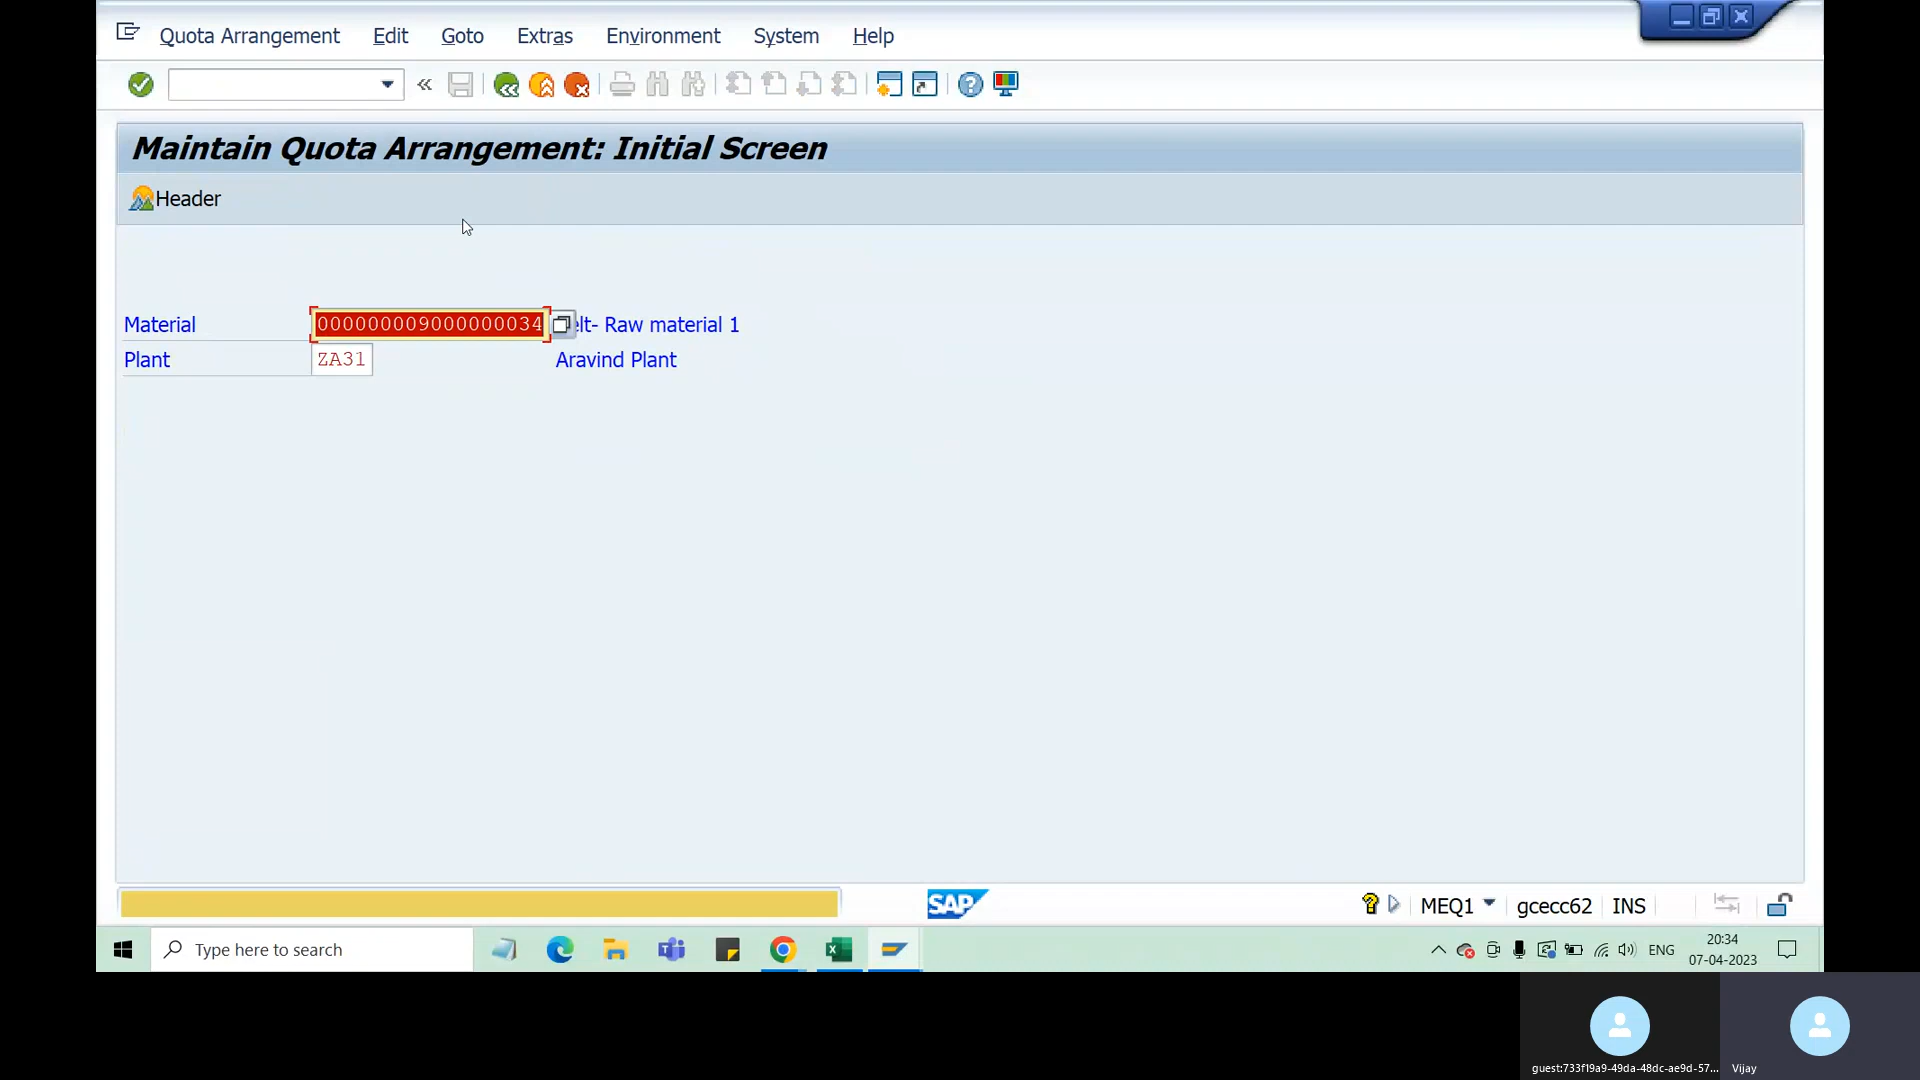 Quota Arrangement Edit Goto Extras Environment System Help
Maintain Quota Arrangement: Initial Screen
Header
Material 000000009000000034 elt- Raw material 1
Plant ZA31 Aravind Plant
SAP MEQ1 gcecc62 INS
Type here to search ENG 20:34
07-04-2023
guest:733f19a9-49da-48dc-ae9d-57... Vijay